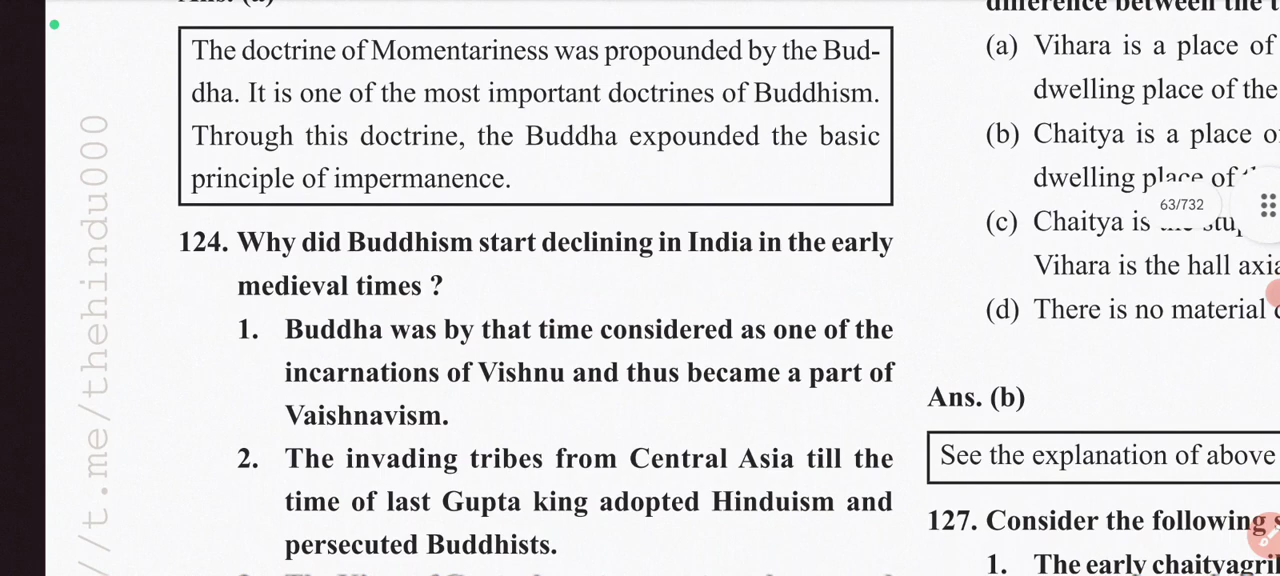 The doctrine of Momentariness was propounded by the Bud-
dha. It is one of the most important doctrines of Buddhism.
Through this doctrine, the Buddha expounded the basic
principle of impermanence.
124. Why did Buddhism start declining in India in the early
medieval times ?
1. Buddha was by that time considered as one of the
incarnations of Vishnu and thus became a part of
Vaishnavism.
2. The invading tribes from Central Asia till the
time of last Gupta king adopted Hinduism and
persecuted Buddhists.
(a) Vihara is a place of
dwelling place of the
(b) Chaitya is a place
dwelling place of
(c) Chaitya is
Vihara is the hall
(d) There is no material
Ans. (b)
See the explanation of above
127. Consider the following
1. The early
63/732
//t.me/thehindu000